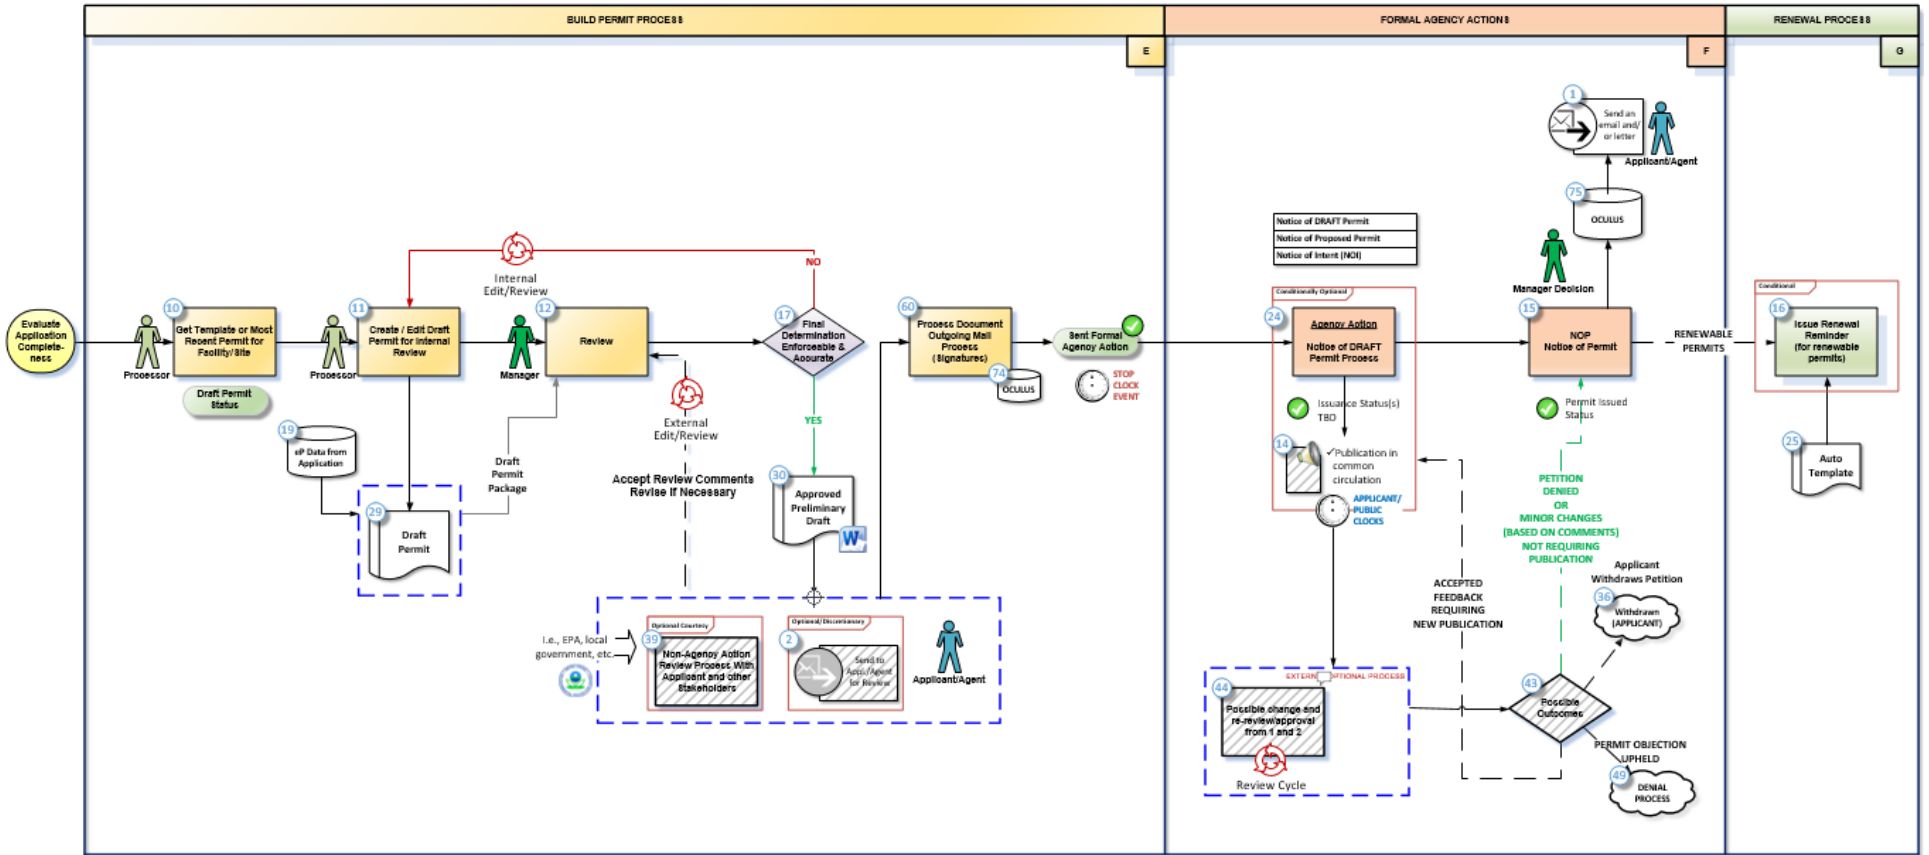 BUILD PERMIT PROCESS
FORMAL AGENCY ACTIONS
RENEWAL PROCESS
E
F
G
Evaluate
Application
Complete-
ness
Processor
10
Get Template or Most
Recent Permit for
Facility/Site
Draft Permit
Status
Processor
11
Create / Edit Draft
Permit for Internal
Review
Internal
Edit/Review
NO
Manager
12
Review
17
Final
Determination
Enforceable &
Accurate
YES
19
eP Data from
Application
29
Draft
Permit
Draft
Permit
Package
External
Edit/Review
Accept Review Comments
Revise if Necessary
30
Approved
Preliminary
Draft
W
i.e., EPA, local
government, etc.
Optional Courtesy
39
Non-Agency Action
Review Process With
Applicant and other
Stakeholders
Optional/Discretionary
2
Send to
Appl./Agent
for Review
Applicant/Agent
60
Process Document
Outgoing Mail
Process
(Signatures)
74
OCULUS
Sent Formal
Agency Action
STOP
CLOCK
EVENT
Notice of DRAFT Permit
Notice of Proposed Permit
Notice of Intent (NOI)
Conditionally Optional
24
Agency Action
Notice of DRAFT
Permit Process
Issuance Status(s)
TBD
14
✓Publication in
common
circulation
APPLICANT/
PUBLIC
CLOCKS
1
Send an
email and/
or letter
Applicant/Agent
75
OCULUS
Manager Decision
15
NOP
Notice of Permit
Permit Issued
Status
PETITION
DENIED
OR
MINOR CHANGES
(BASED ON COMMENTS)
NOT REQUIRING
PUBLICATION
ACCEPTED
FEEDBACK
REQUIRING
NEW PUBLICATION
Applicant
Withdraws Petition
36
Withdrawn
(APPLICANT)
43
Possible
Outcomes
PERMIT OBJECTION
UPHELD
49
DENIAL
PROCESS
OPTIONAL PROCESS
44
Possible change and
re-review/approval
from 1 and 2
Review Cycle
RENEWABLE
PERMITS
Conditional
16
Issue Renewal
Reminder
(for renewable
permits)
25
Auto
Template